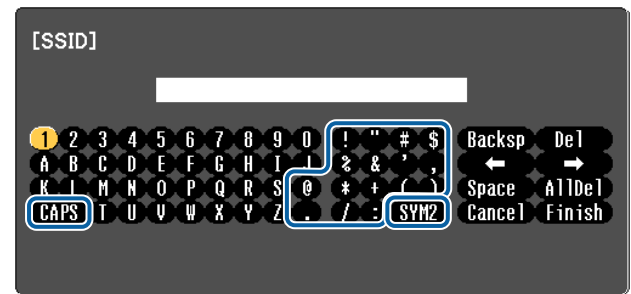 [SSID]
1 2 3 4 5 6 7 8 9 0 ! " # $ Backsp Del
A B C D E F G H I J % & ' , ← →
K L M N O P Q R S @ * + ( ) Space AllDel
CAPS T U V W X Y Z . / : SYM2 Cancel Finish